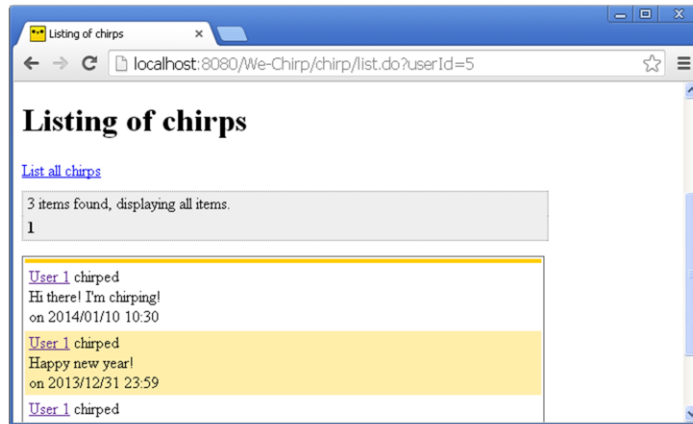 Listing of chirps
localhost:8080/We-Chirp/chirp/list.do?userId=5
Listing of chirps
List all chirps
3 items found, displaying all items.
1
User 1 chirped
Hi there! I'm chirping!
on 2014/01/10 10:30
User 1 chirped
Happy new year!
on 2013/12/31 23:59
User 1 chirped